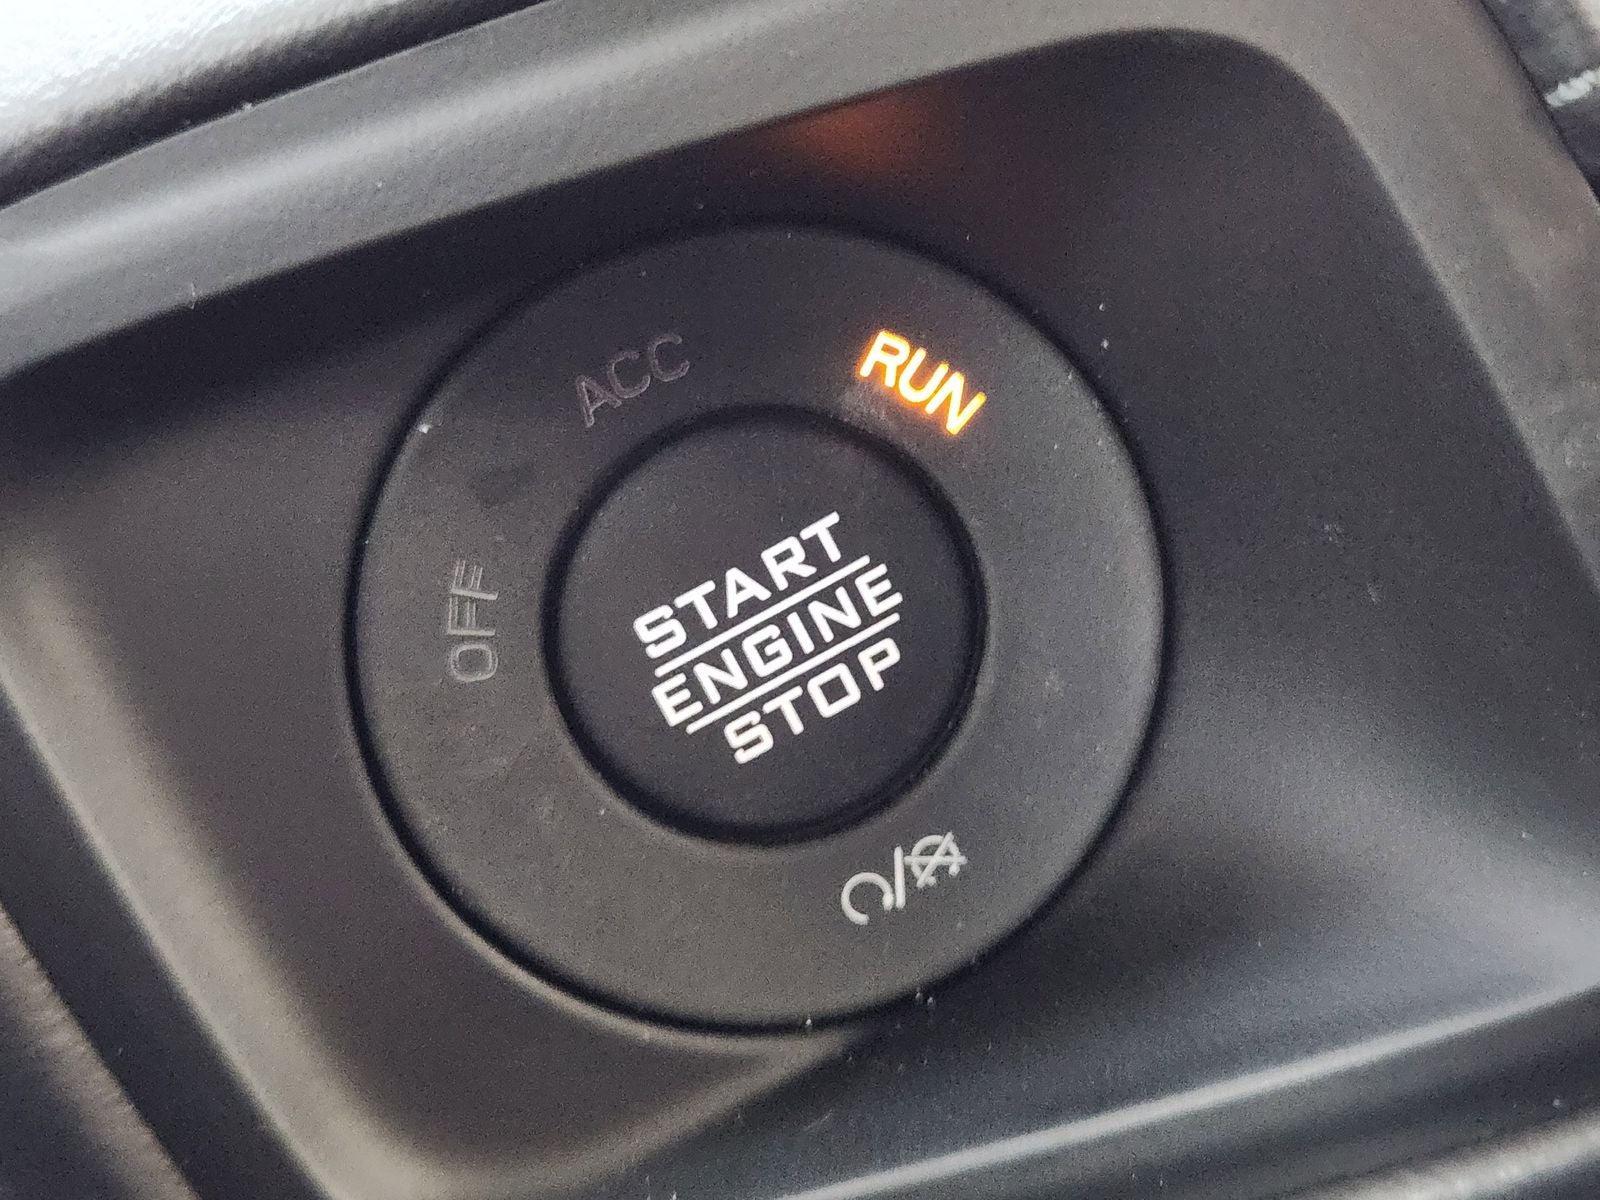 ACC
RUN
OFF
START
ENGINE
STOP